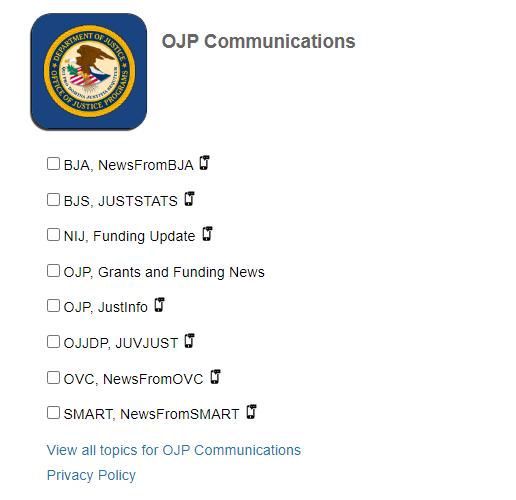 DEPARTMENT OF JUSTICE
OFFICE OF JUSTICE PROGRAMS
OJP Communications
BJA, NewsFromBJA
BJS, JUSTSTATS
NIJ, Funding Update
OJP, Grants and Funding News
OJP, JustInfo
OJJDP, JUVJUST
OVC, NewsFromOVC
SMART, NewsFromSMART
View all topics for OJP Communications
Privacy Policy